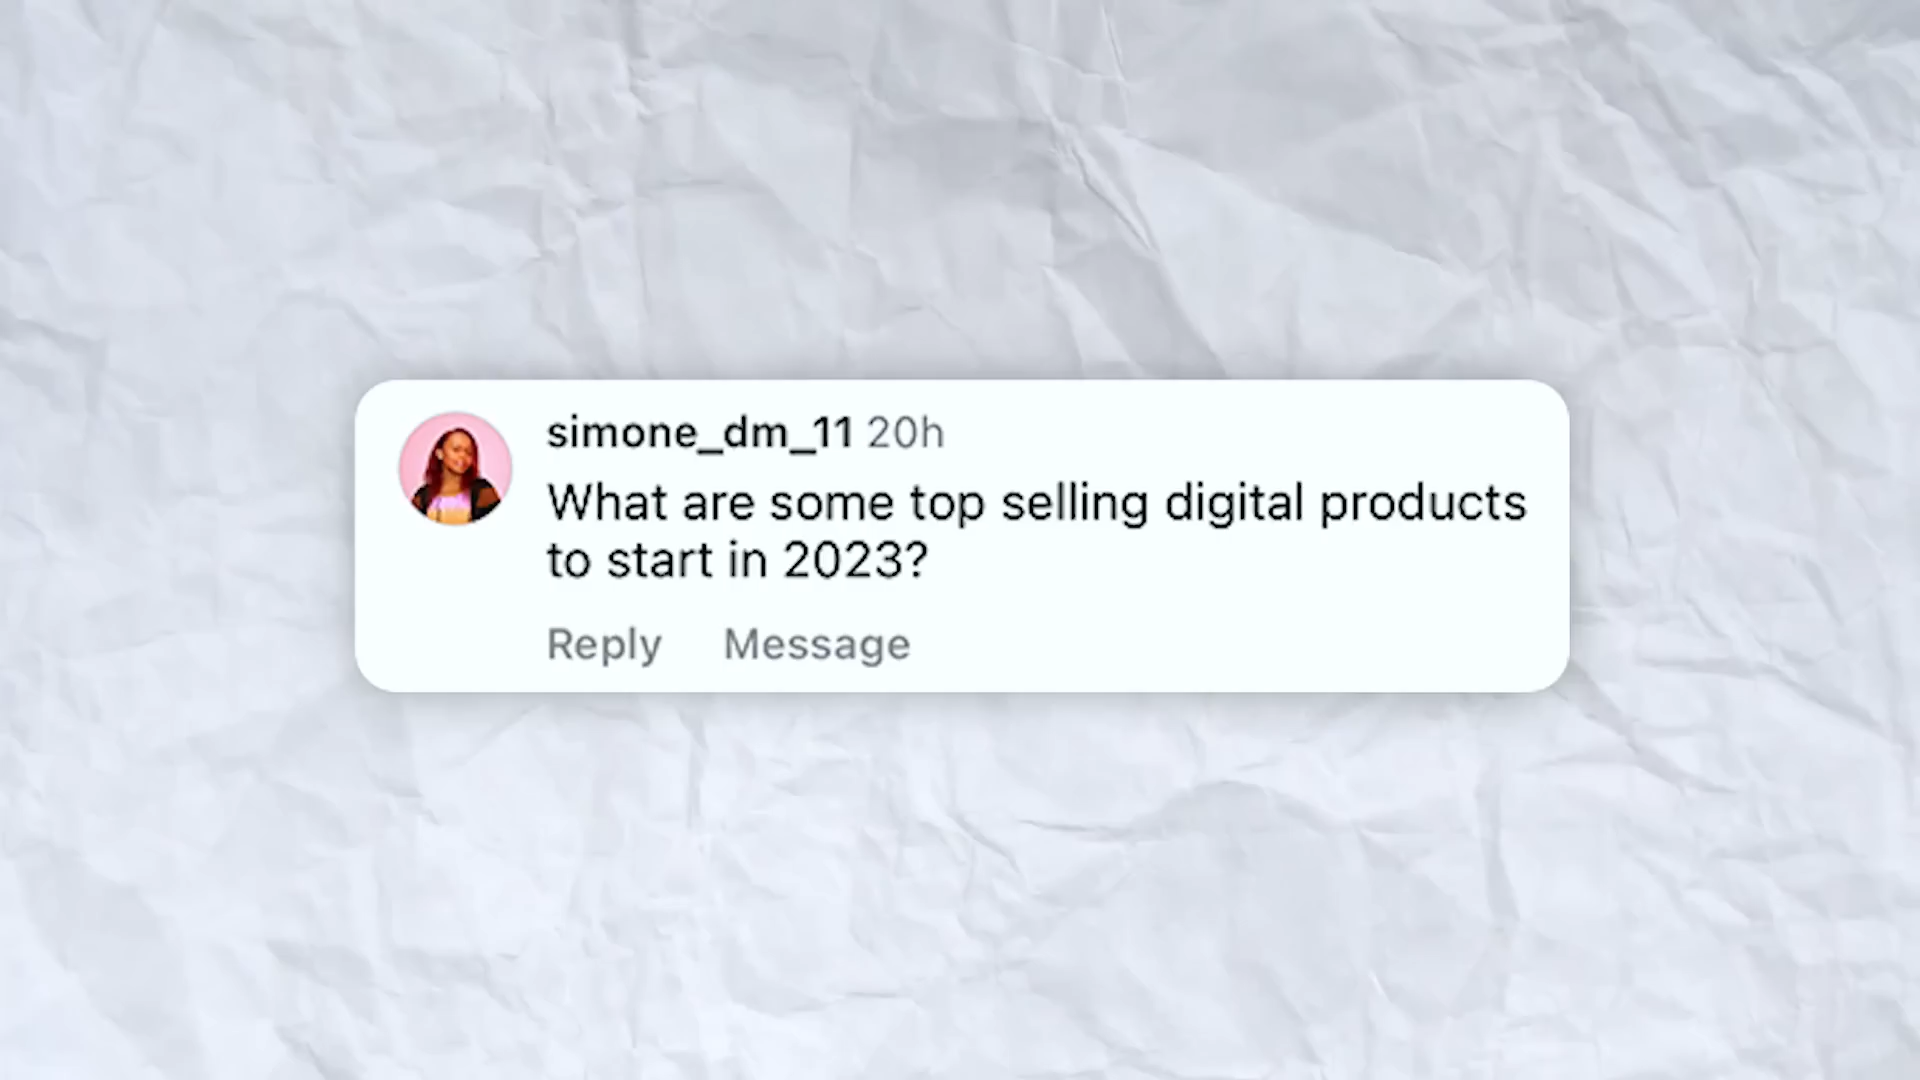 simone_dm_11 20h
What are some top selling digital products
to start in 2023?
Reply Message